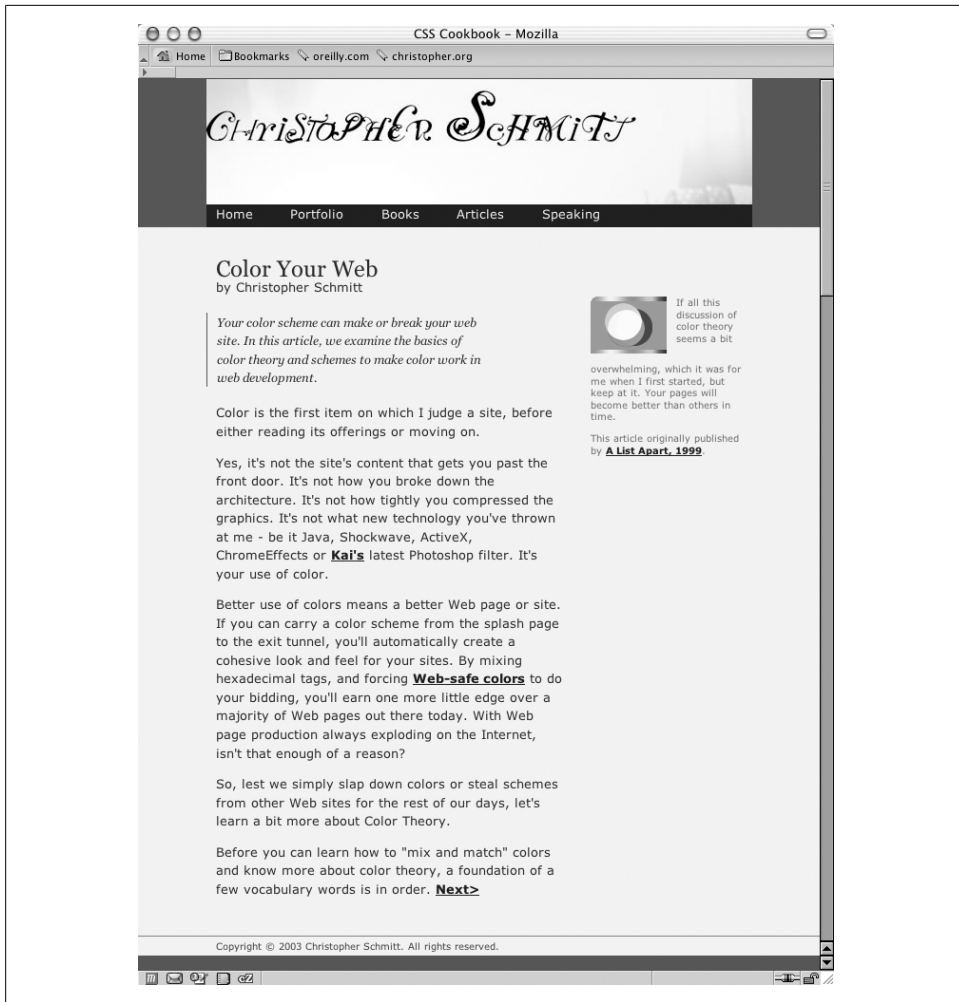 CSS Cookbook – Mozilla
Home Bookmarks oreilly.com christopher.org
CHRiSToPHER SCHMiTT
Home Portfolio Books Articles Speaking
Color Your Web
by Christopher Schmitt
Your color scheme can make or break your web
site. In this article, we examine the basics of
color theory and schemes to make color work in
web development.
Color is the first item on which I judge a site, before
either reading its offerings or moving on.
Yes, it's not the site's content that gets you past the
front door. It's not how you broke down the
architecture. It's not how tightly you compressed the
graphics. It's not what new technology you've thrown
at me - be it Java, Shockwave, ActiveX,
ChromeEffects or Kai's latest Photoshop filter. It's
your use of color.
Better use of colors means a better Web page or site.
If you can carry a color scheme from the splash page
to the exit tunnel, you'll automatically create a
cohesive look and feel for your sites. By mixing
hexadecimal tags, and forcing Web-safe colors to do
your bidding, you'll earn one more little edge over a
majority of Web pages out there today. With Web
page production always exploding on the Internet,
isn't that enough of a reason?
So, lest we simply slap down colors or steal schemes
from other Web sites for the rest of our days, let's
learn a bit more about Color Theory.
Before you can learn how to "mix and match" colors
and know more about color theory, a foundation of a
few vocabulary words is in order. Next>
If all this
discussion of
color theory
seems a bit
overwhelming, which it was for
me when I first started, but
keep at it. Your pages will
become better than others in
time.
This article originally published
by A List Apart, 1999.
Copyright © 2003 Christopher Schmitt. All rights reserved.